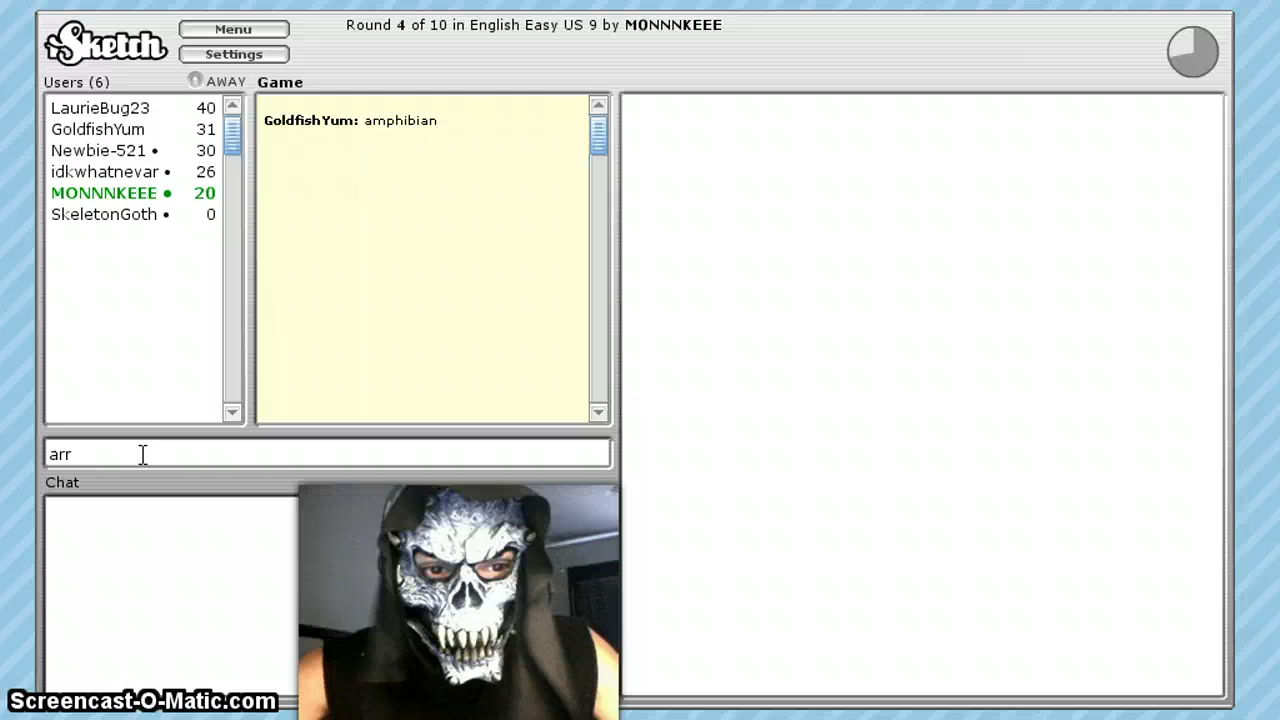 iSketch
Menu
Settings
Round 4 of 10 in English Easy US 9 by MONNNKEEE
Users (6)
AWAY
Game
LaurieBug23 40
GoldfishYum 31
Newbie-521 • 30
idkwhatnevar • 26
MONNNKEEE • 20
SkeletonGoth • 0
GoldfishYum: amphibian
arr
Chat
Screencast-O-Matic.com